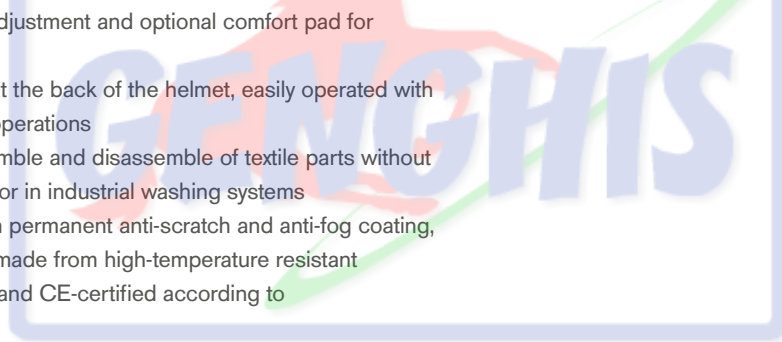 djustment and optional comfort pad for
t the back of the helmet, easily operated with
perations
mble and disassemble of textile parts without
or in industrial washing systems
permanent anti-scratch and anti-fog coating,
made from high-temperature resistant
and CE-certified according to
GENGHIS